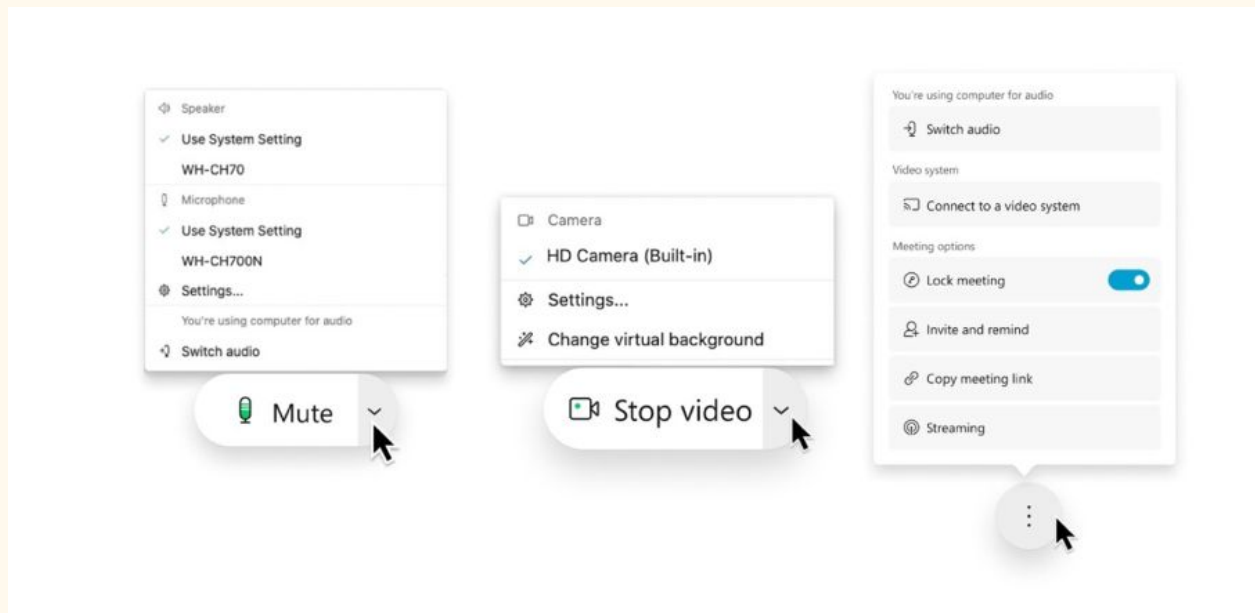 Speaker
Use System Setting
WH-CH70
Microphone
Use System Setting
WH-CH700N
Settings...
You're using computer for audio
Switch audio
Mute
Camera
HD Camera (Built-in)
Settings...
Change virtual background
Stop video
You're using computer for audio
Switch audio
Video system
Connect to a video system
Meeting options
Lock meeting
Invite and remind
Copy meeting link
Streaming